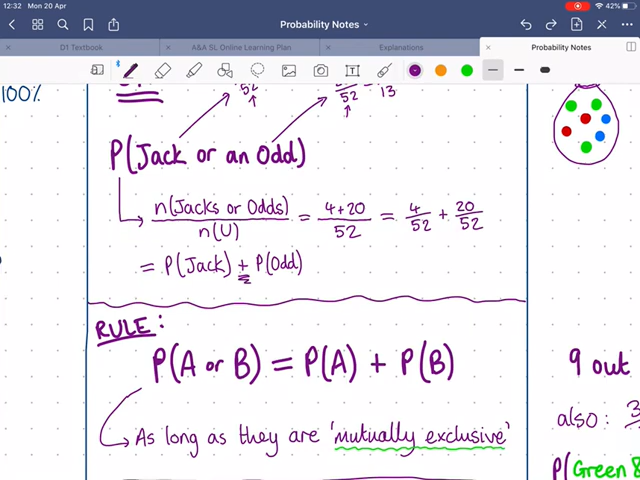 12:32 Mon 20 Apr
42%
Probability Notes
D1 Textbook
A&A SL Online Learning Plan
Explanations
Probability Notes
100%
52
52
13
P(Jack or an Odd)
n(Jacks or Odds) / n(U) = 4+20 / 52 = 4/52 + 20/52
= P(Jack) + P(Odd)
RULE:
P(A or B) = P(A) + P(B)
As long as they are 'mutually exclusive'
9 out
also: 3
P(Green &